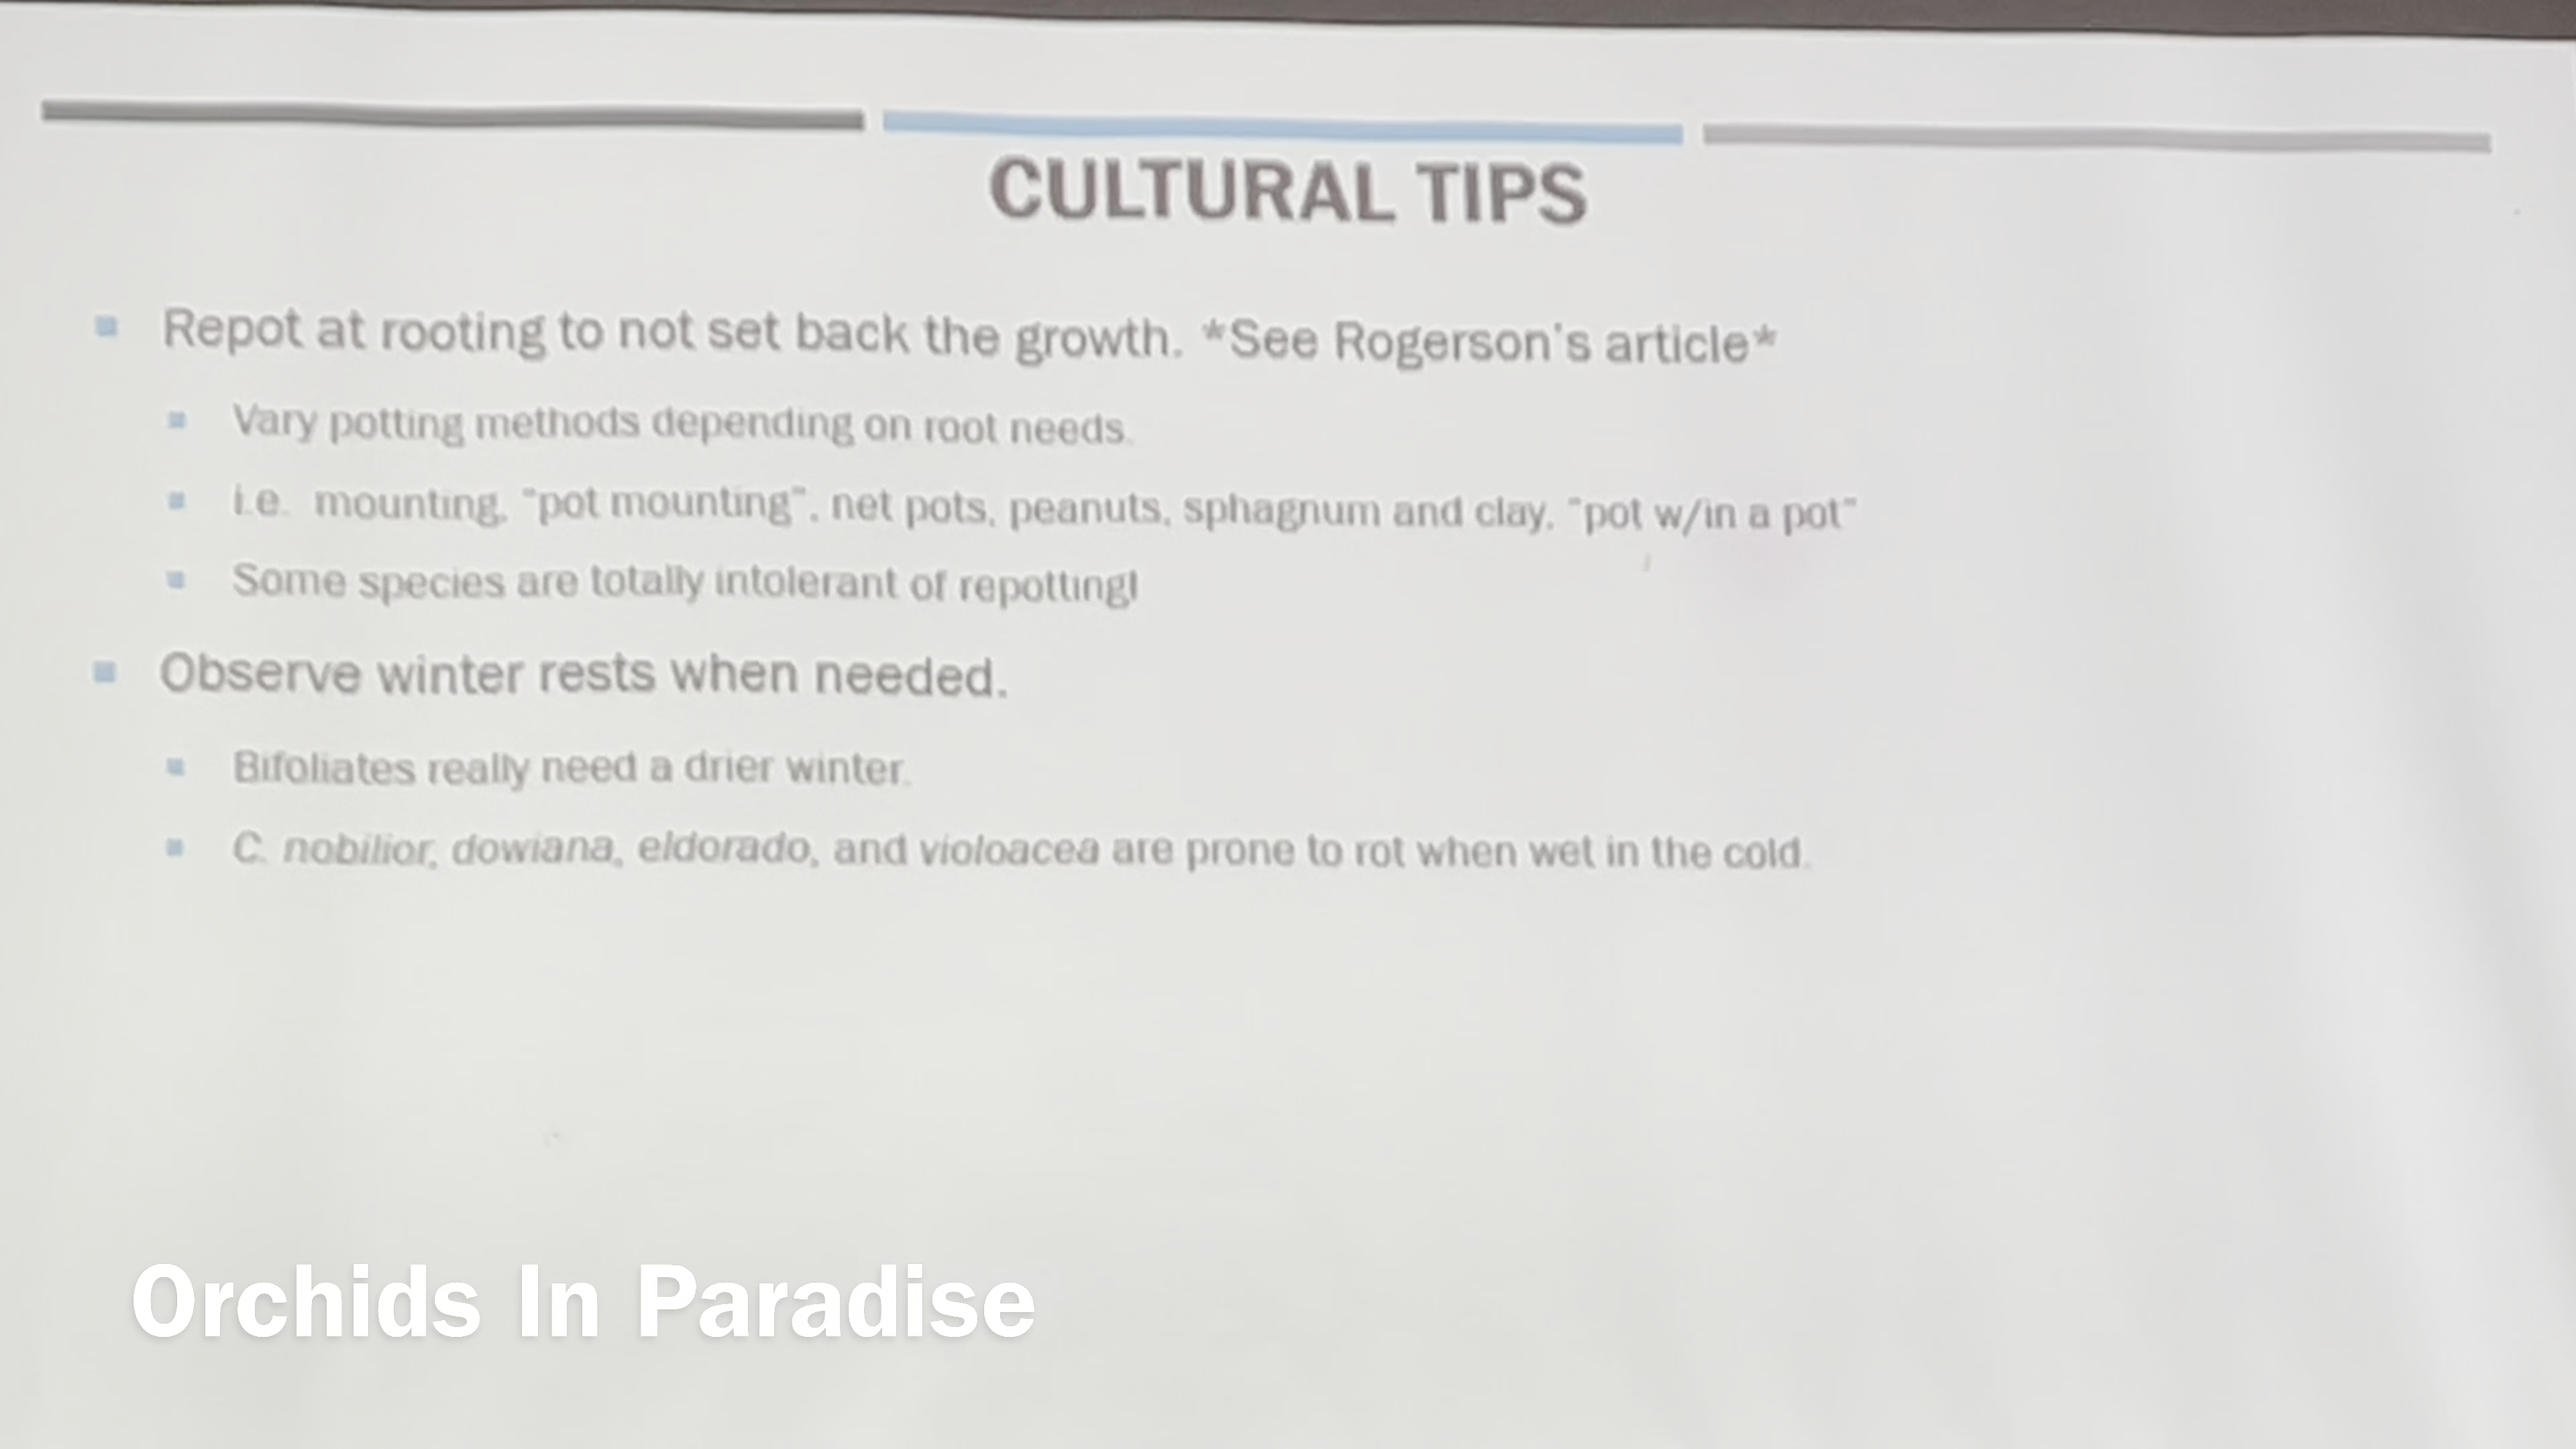 CULTURAL TIPS
Repot at rooting to not set back the growth. *See Rogerson's article*
Vary potting methods depending on root needs.
i.e. mounting, "pot mounting", net pots, peanuts, sphagnum and clay, "pot w/in a pot"
Some species are totally intolerant of repotting!
Observe winter rests when needed.
Bifoliates really need a drier winter.
C. nobilior, dowiana, eldorado, and violoacea are prone to rot when wet in the cold.
Orchids In Paradise